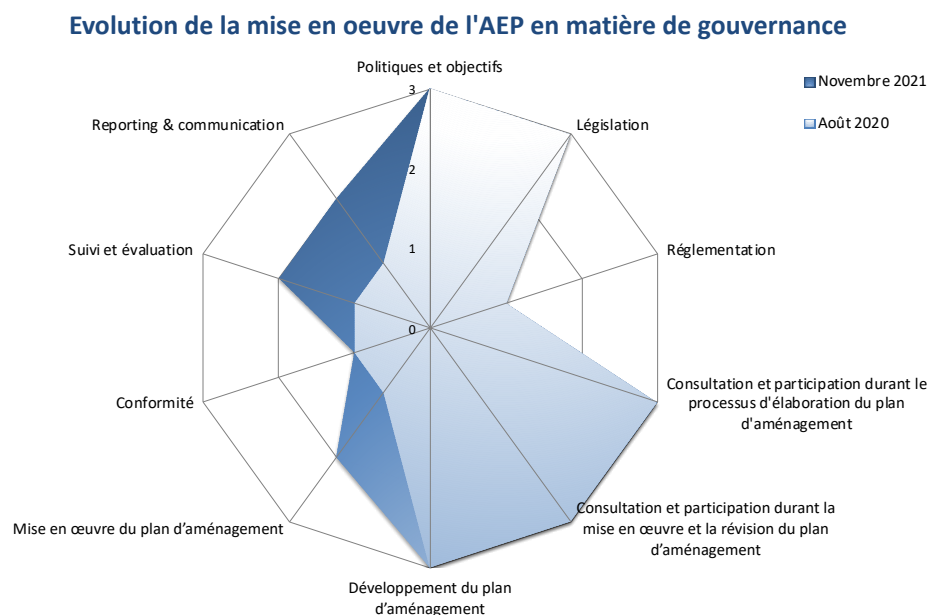 Evolution de la mise en oeuvre de l'AEP en matière de gouvernance
Politiques et objectifs
Novembre 2021
Août 2020
3
2
1
0
Législation
Réglementation
Consultation et participation durant le
processus d'élaboration du plan
d'aménagement
Consultation et participation durant la
mise en œuvre et la révision du plan
d’aménagement
Développement du plan
d’aménagement
Mise en œuvre du plan d’aménagement
Conformité
Suivi et évaluation
Reporting & communication